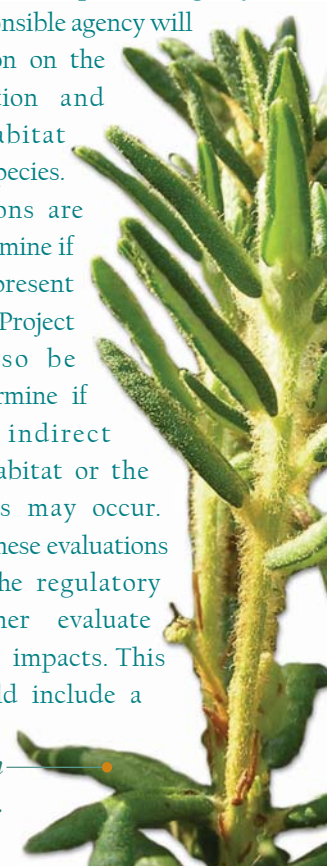 onsible agency will
on on the
tion and
abitat
pecies.
ons are
mine if
present
Project
so be
rmine if
indirect
abitat or the
s may occur.
hese evaluations
he regulatory
her evaluate
impacts. This
ld include a